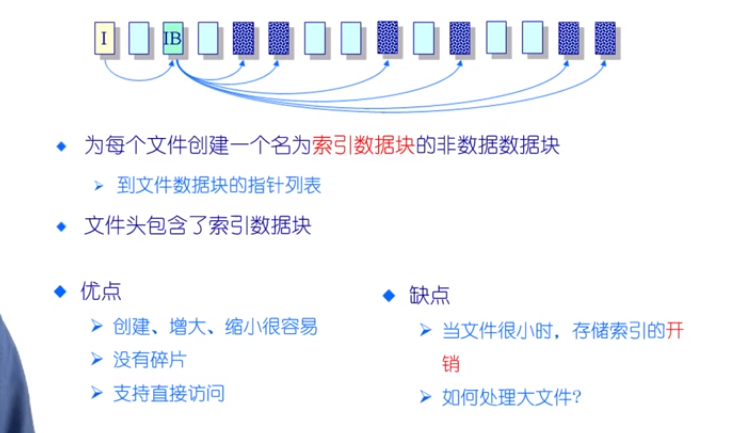 I IB
为每个文件创建一个名为索引数据块的非数据数据块
到文件数据块的指针列表
文件头包含了索引数据块
优点
创建、增大、缩小很容易
没有碎片
支持直接访问
缺点
当文件很小时，存储索引的开
销
如何处理大文件?